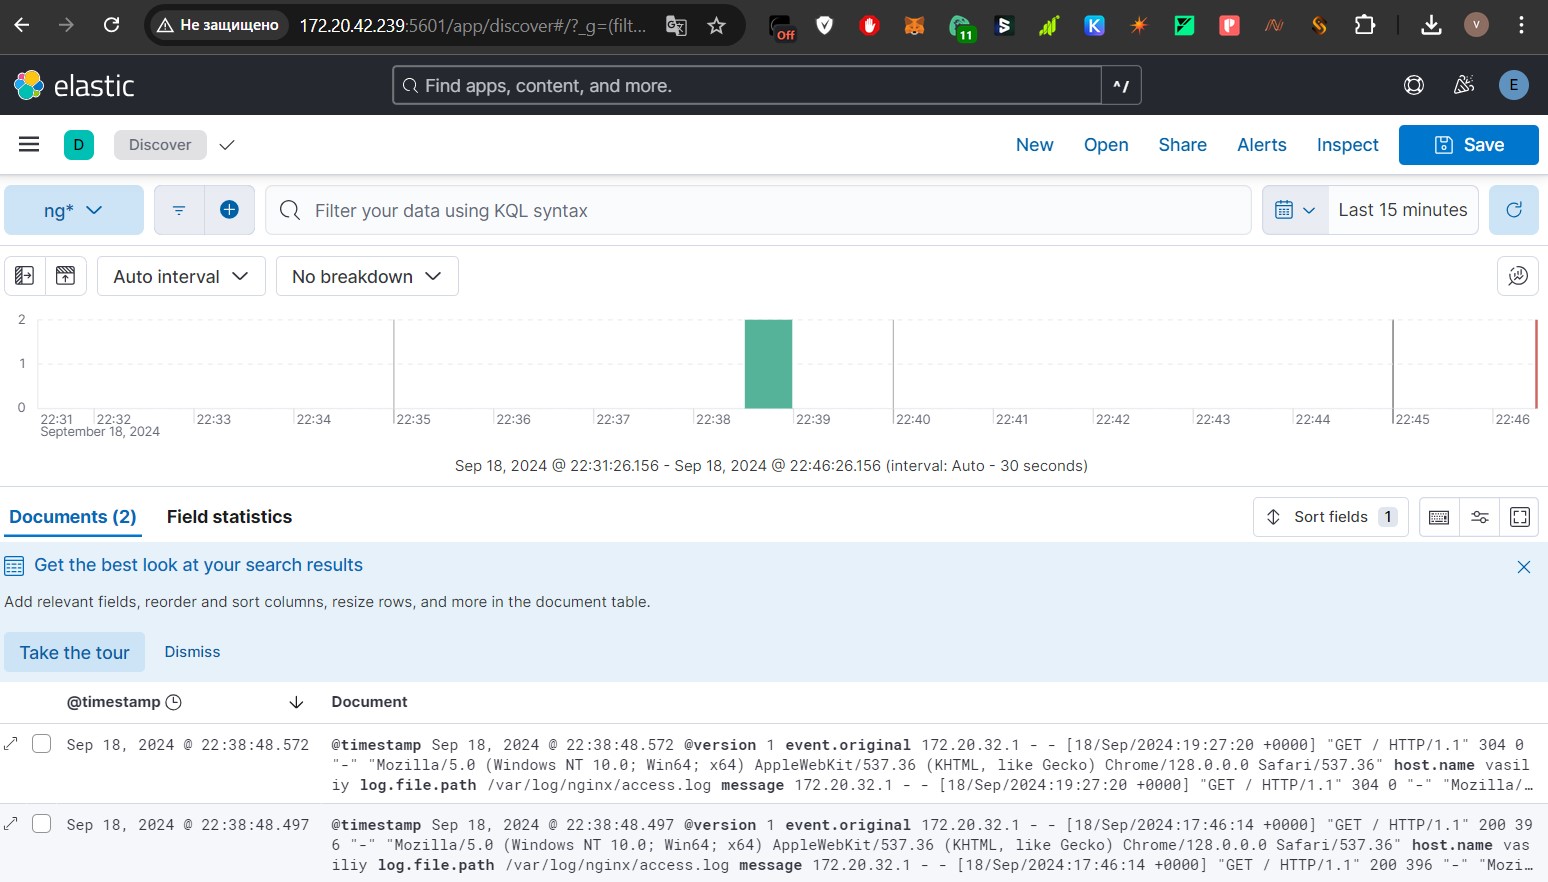 Не защищено 172.20.42.239:5601/app/discover#/?_g=(filt...
Off
11
V
elastic
Find apps, content, and more.
^/
E
D Discover New Open Share Alerts Inspect Save
ng* Filter your data using KQL syntax Last 15 minutes
Auto interval No breakdown
2
1
0
22:31 22:32 22:33 22:34 22:35 22:36 22:37 22:38 22:39 22:40 22:41 22:42 22:43 22:44 22:45 22:46
September 18, 2024
Sep 18, 2024 @ 22:31:26.156 - Sep 18, 2024 @ 22:46:26.156 (interval: Auto - 30 seconds)
Documents (2) Field statistics Sort fields 1
Get the best look at your search results
Add relevant fields, reorder and sort columns, resize rows, and more in the document table.
Take the tour Dismiss
@timestamp Document
Sep 18, 2024 @ 22:38:48.572 @timestamp Sep 18, 2024 @ 22:38:48.572 @version 1 event.original 172.20.32.1 - - [18/Sep/2024:19:27:20 +0000] "GET / HTTP/1.1" 304 0
"-" "Mozilla/5.0 (Windows NT 10.0; Win64; x64) AppleWebKit/537.36 (KHTML, like Gecko) Chrome/128.0.0.0 Safari/537.36" host.name vasil
iy log.file.path /var/log/nginx/access.log message 172.20.32.1 - - [18/Sep/2024:19:27:20 +0000] "GET / HTTP/1.1" 304 0 "-" "Mozilla/…
Sep 18, 2024 @ 22:38:48.497 @timestamp Sep 18, 2024 @ 22:38:48.497 @version 1 event.original 172.20.32.1 - - [18/Sep/2024:17:46:14 +0000] "GET / HTTP/1.1" 200 39
6 "-" "Mozilla/5.0 (Windows NT 10.0; Win64; x64) AppleWebKit/537.36 (KHTML, like Gecko) Chrome/128.0.0.0 Safari/537.36" host.name vas
iliy log.file.path /var/log/nginx/access.log message 172.20.32.1 - - [18/Sep/2024:17:46:14 +0000] "GET / HTTP/1.1" 200 396 "-" "Mozi…